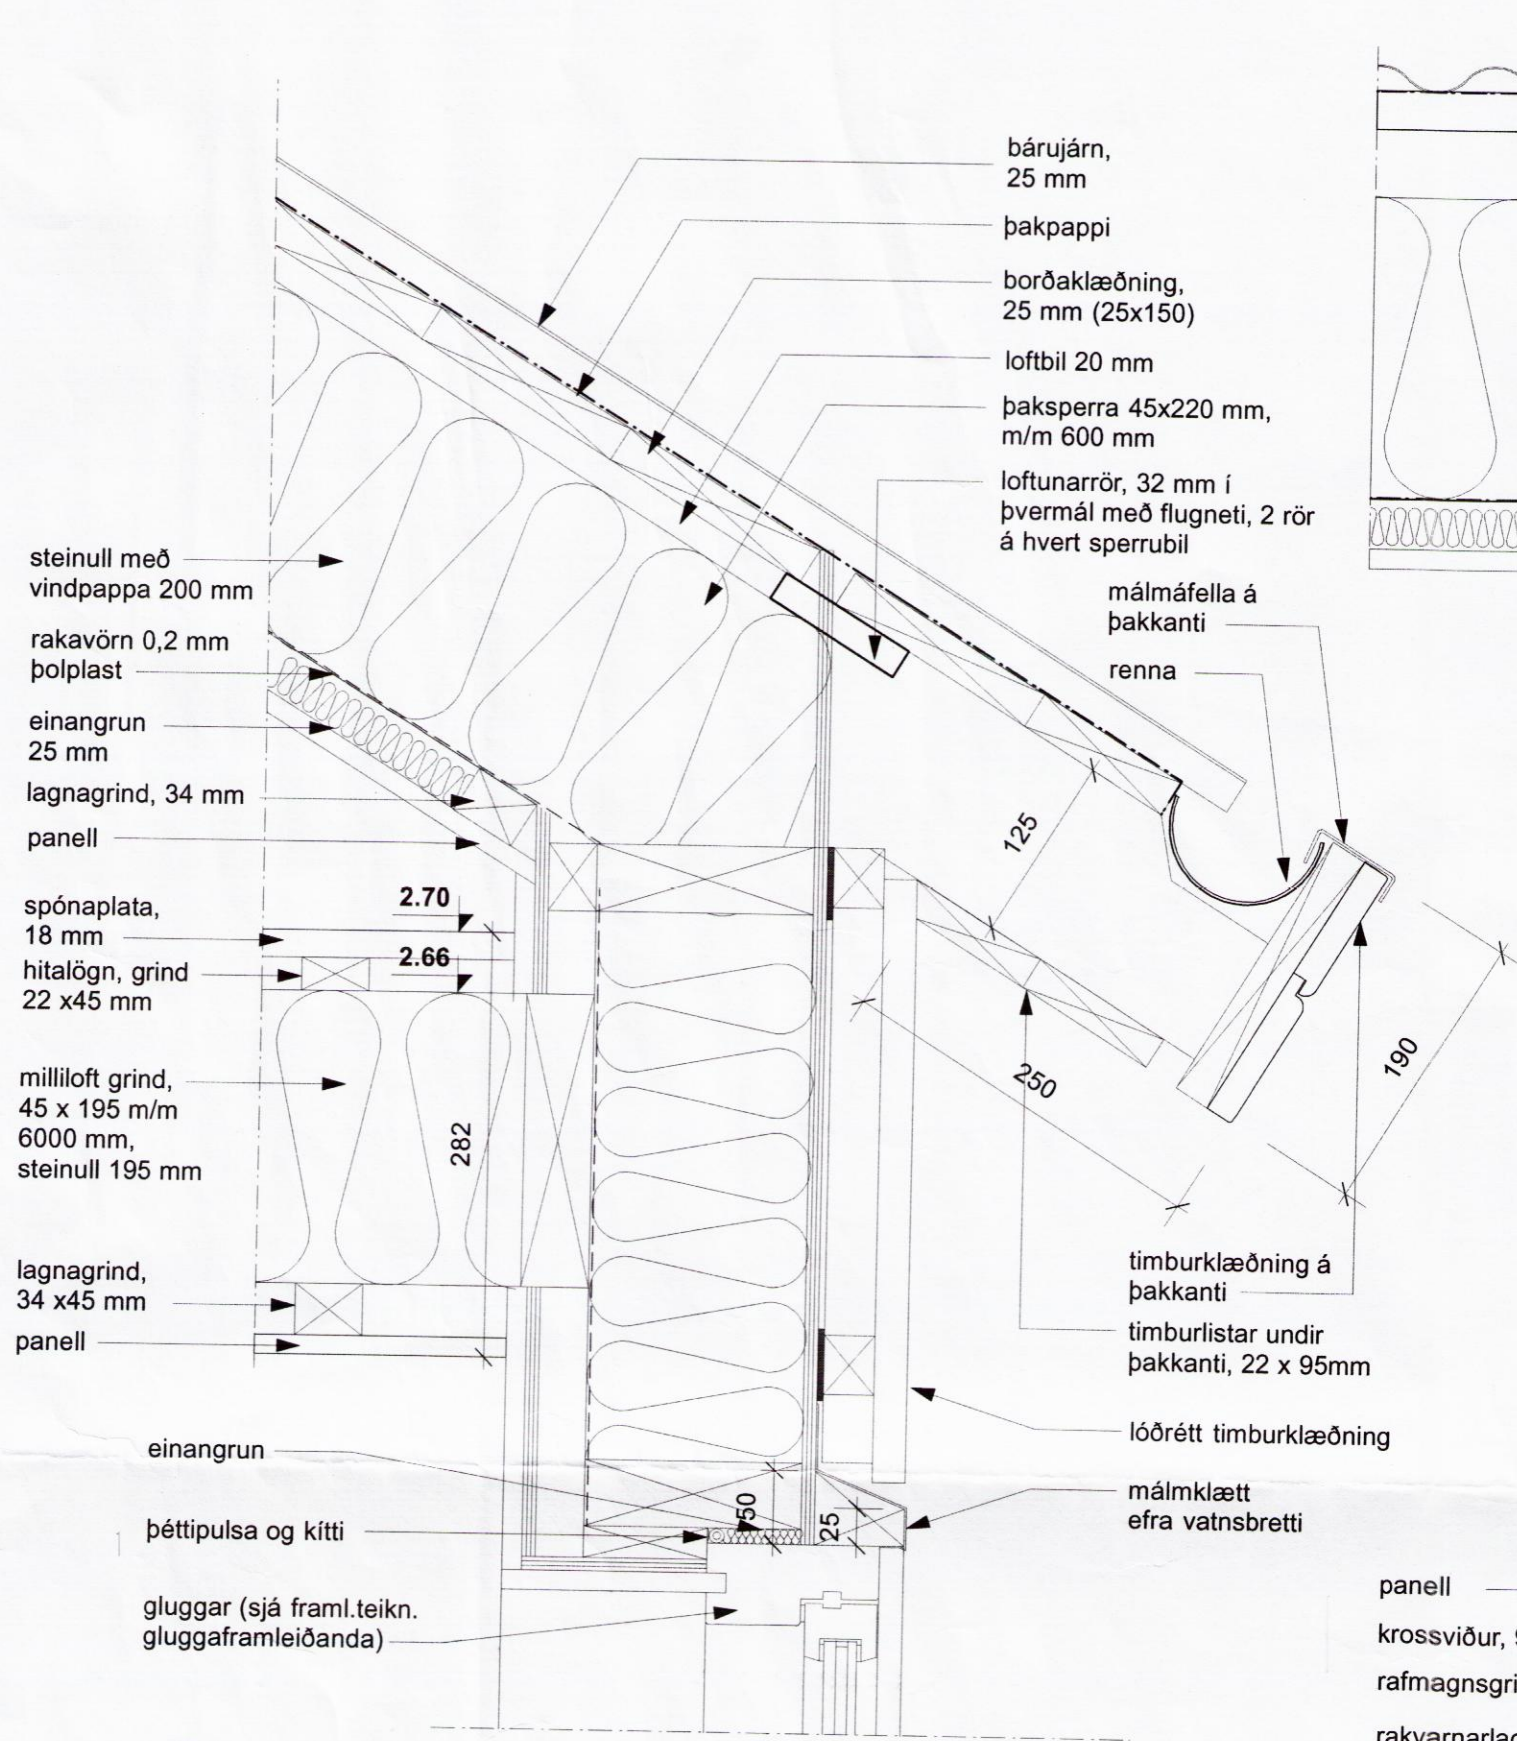 bárujárn,
25 mm
þakpappi
borðaklæðning,
25 mm (25x150)
loftbil 20 mm
þaksperra 45x220 mm,
m/m 600 mm
loftunarrör, 32 mm í
þvermál með flugneti, 2 rör
á hvert sperrubil
málmáfella á
þakkanti
renna
steinull með
vindpappa 200 mm
rakavörn 0,2 mm
þolplast
einangrun
25 mm
lagnagrind, 34 mm
panell
spónaplata,
18 mm
hitalögn, grind
22 x45 mm
milliloft grind,
45 x 195 m/m
6000 mm,
steinull 195 mm
lagnagrind,
34 x45 mm
panell
2.70
2.66
282
125
250
190
timburklæðning á
þakkanti
timburlistar undir
þakkanti, 22 x 95mm
lóðrétt timburklæðning
málmklætt
efra vatnsbretti
einangrun
þéttipulsa og kítti
gluggar (sjá framl.teikn.
gluggaframleiðanda)
50
25
panell
krossviður,